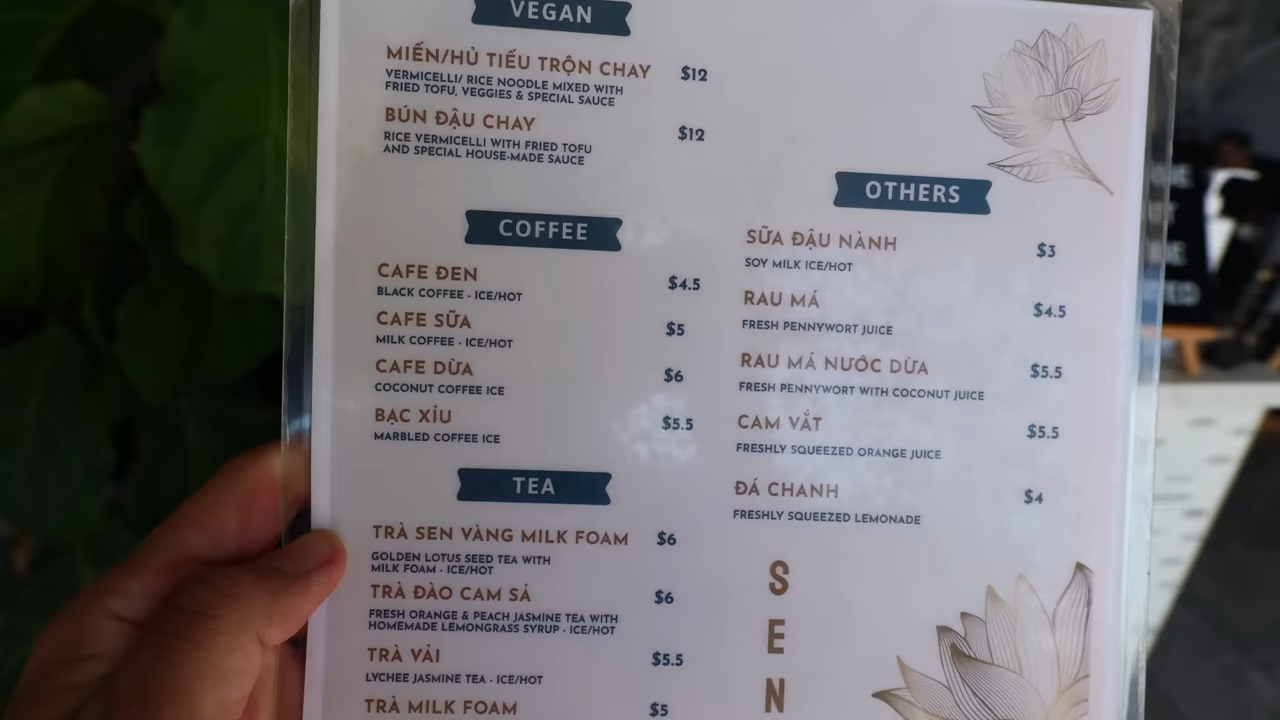 VEGAN
MIẾN/HỦ TIẾU TRỘN CHAY $12
VERMICELLI/ RICE NOODLE MIXED WITH
FRIED TOFU, VEGGIES & SPECIAL SAUCE
BÚN ĐẬU CHAY $12
RICE VERMICELLI WITH FRIED TOFU
AND SPECIAL HOUSE-MADE SAUCE
COFFEE
CAFE ĐEN $4.5
BLACK COFFEE - ICE/HOT
CAFE SỮA $5
MILK COFFEE - ICE/HOT
CAFE DỪA $6
COCONUT COFFEE ICE
BẠC XỈU $5.5
MARBLED COFFEE ICE
TEA
TRÀ SEN VÀNG MILK FOAM $6
GOLDEN LOTUS SEED TEA WITH
MILK FOAM - ICE/HOT
TRÀ ĐÀO CAM SẢ $6
FRESH ORANGE & PEACH JASMINE TEA WITH
HOMEMADE LEMONGRASS SYRUP - ICE/HOT
TRÀ VẢI $5.5
LYCHEE JASMINE TEA - ICE/HOT
TRÀ MILK FOAM $5
OTHERS
SỮA ĐẬU NÀNH $3
SOY MILK ICE/HOT
RAU MÁ $4.5
FRESH PENNYWORT JUICE
RAU MÁ NƯỚC DỪA $5.5
FRESH PENNYWORT WITH COCONUT JUICE
CAM VẮT $5.5
FRESHLY SQUEEZED ORANGE JUICE
ĐÁ CHANH $4
FRESHLY SQUEEZED LEMONADE
S
E
N